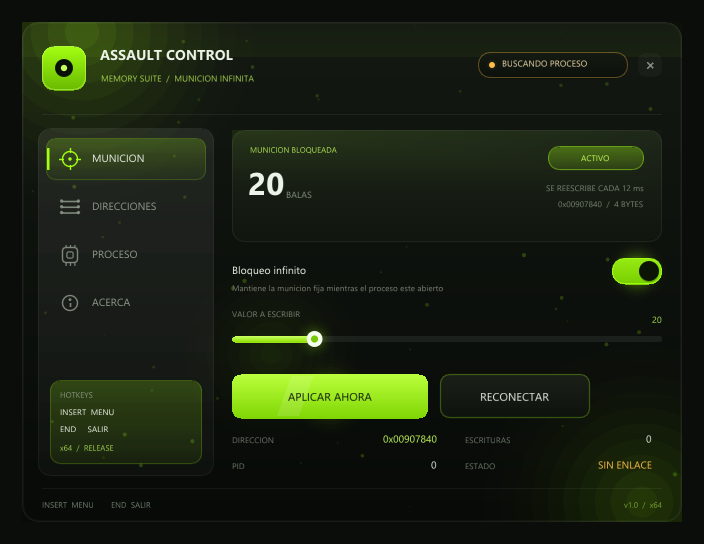 ASSAULT CONTROL
MEMORY SUITE / MUNICION INFINITA
BUSCANDO PROCESO
MUNICION
DIRECCIONES
PROCESO
ACERCA
HOTKEYS
INSERT MENU
END SALIR
x64 / RELEASE
MUNICION BLOQUEADA
20 BALAS
ACTIVO
SE REESCRIBE CADA 12 ms
0x00907840 / 4 BYTES
Bloqueo infinito
Mantiene la municion fija mientras el proceso este abierto
VALOR A ESCRIBIR
20
APLICAR AHORA
RECONECTAR
DIRECCION 0x00907840 ESCRITURAS 0
PID 0 ESTADO SIN ENLACE
INSERT MENU END SALIR
v1.0 / x64